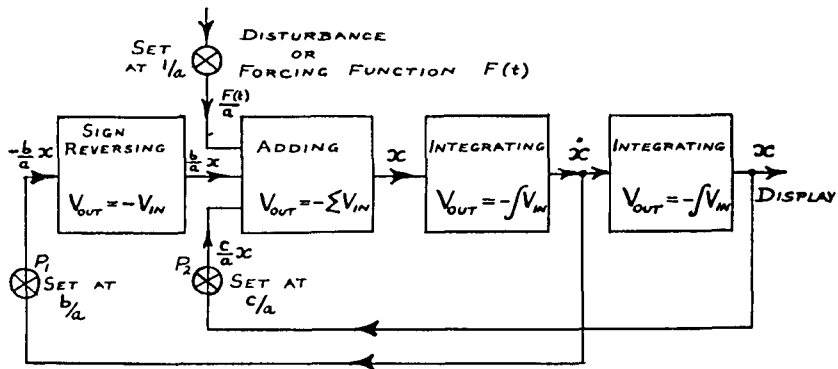 DISTURBANCE
OR
FORCING FUNCTION F(t)
SET
AT 1/a
F(t)/a
-b/a x
SIGN
REVERSING
V_OUT = -V_IN
b/a x
ADDING
V_OUT = -∑V_IN
x
INTEGRATING
V_OUT = -∫V_IN
ẋ
INTEGRATING
V_OUT = -∫V_IN
x
DISPLAY
P₁
SET AT
b/a
P₂
c/a x
SET AT
c/a